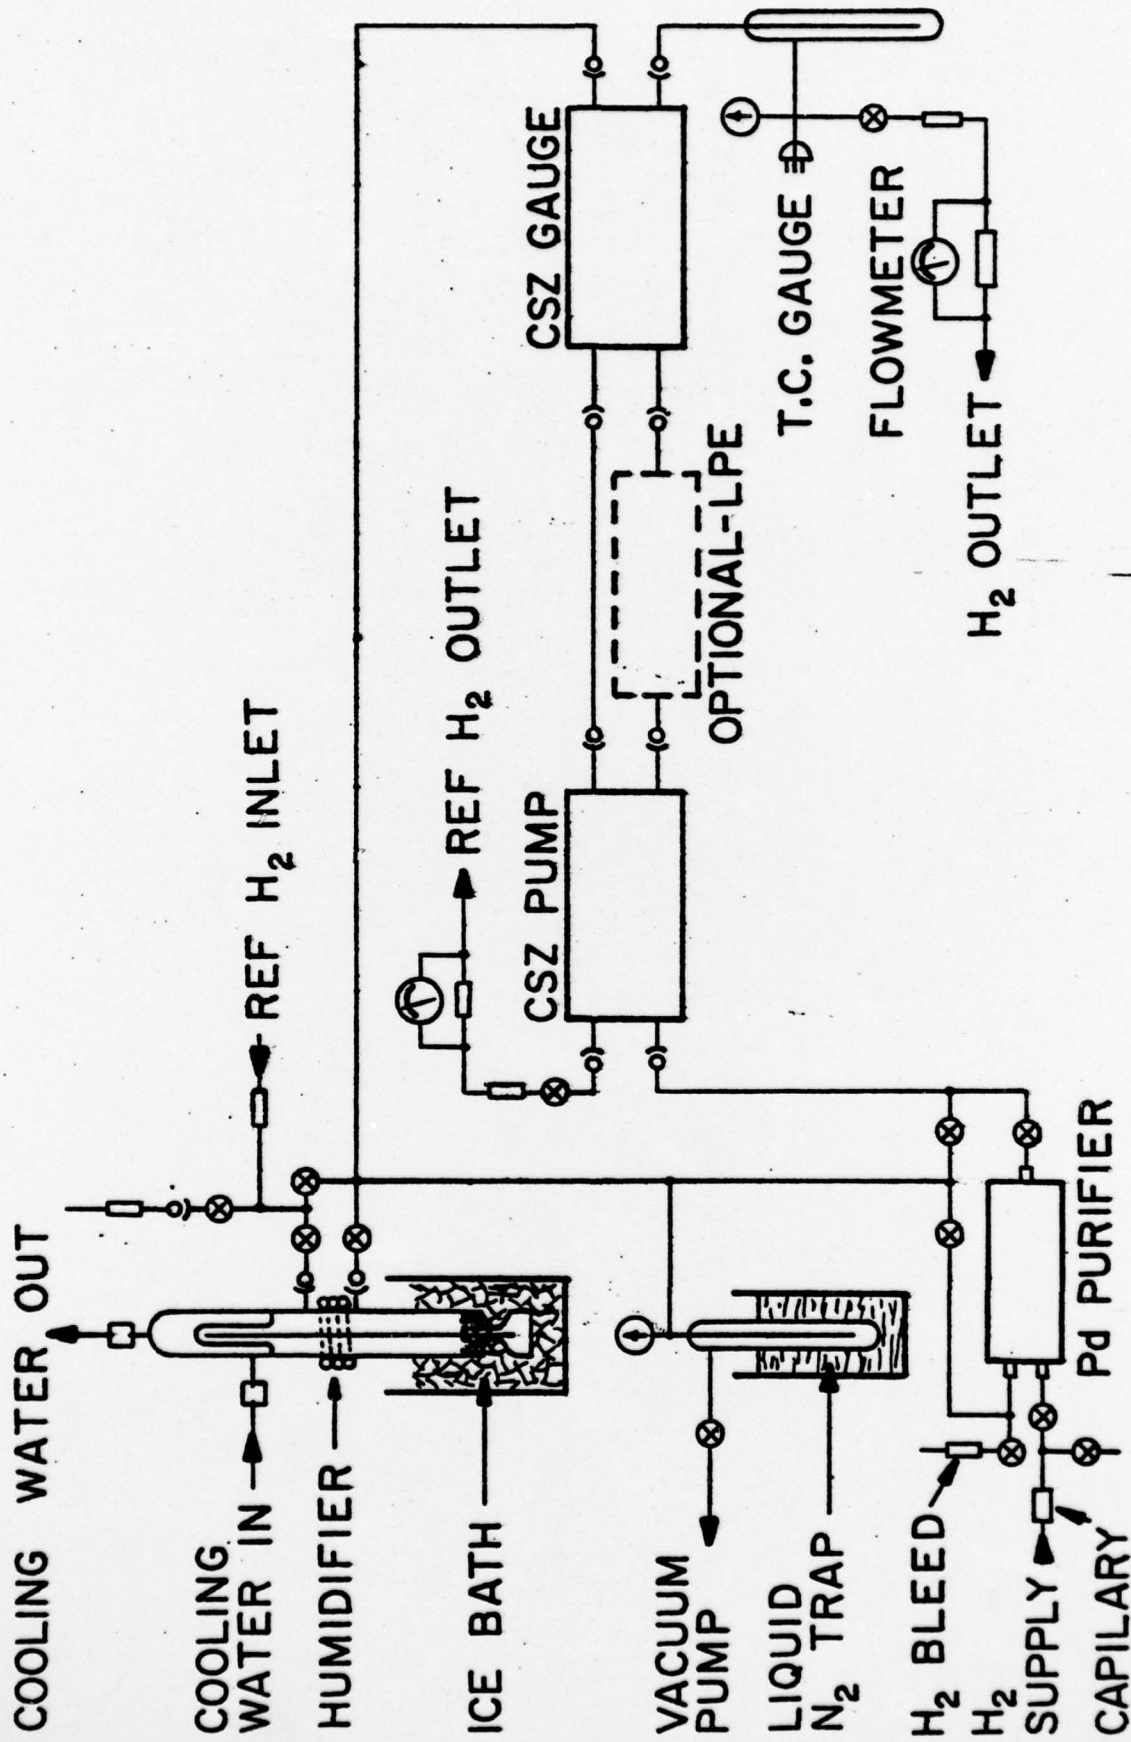 COOLING WATER OUT
COOLING
WATER IN
HUMIDIFIER
ICE BATH
VACUUM
PUMP
LIQUID
N₂ TRAP
H₂ BLEED
H₂
SUPPLY
CAPILARY
Pd PURIFIER
REF H₂ INLET
REF H₂ OUTLET
CSZ PUMP
OPTIONAL-LPE
CSZ GAUGE
T.C. GAUGE
FLOWMETER
H₂ OUTLET